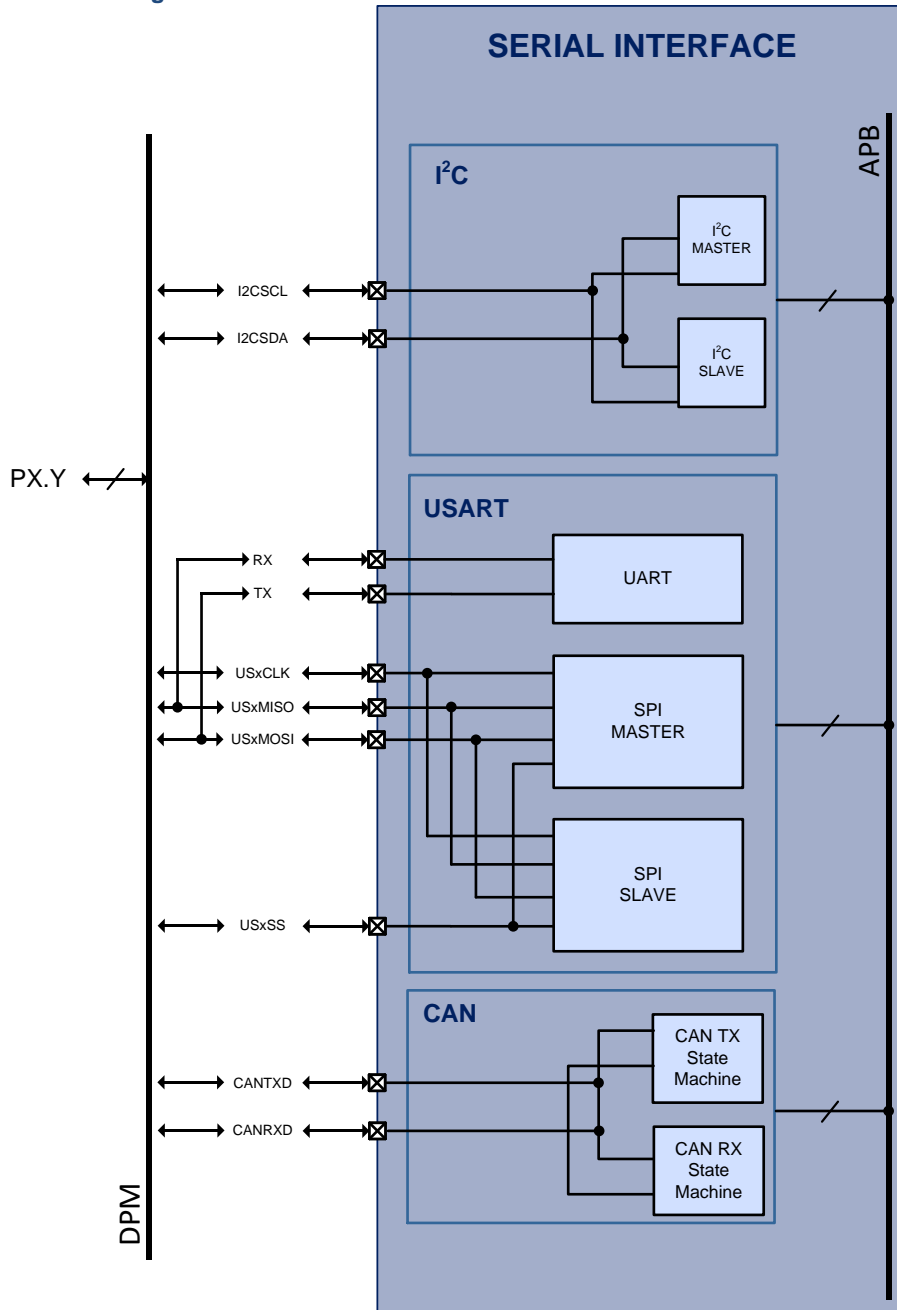 SERIAL INTERFACE
APB
I²C
I²C
MASTER
I2CSCL
I2CSDA
I²C
SLAVE
PX.Y
USART
RX
UART
TX
USxCLK
USxMISO
SPI
MASTER
USxMOSI
SPI
SLAVE
USxSS
CAN
CAN TX
State
Machine
CANTXD
CANRXD
CAN RX
State
Machine
DPM